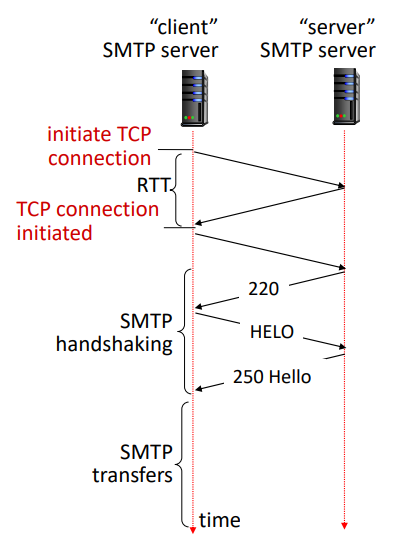 “client”
SMTP server
“server”
SMTP server
initiate TCP
connection
RTT
TCP connection
initiated
220
SMTP
handshaking
HELO
250 Hello
SMTP
transfers
time